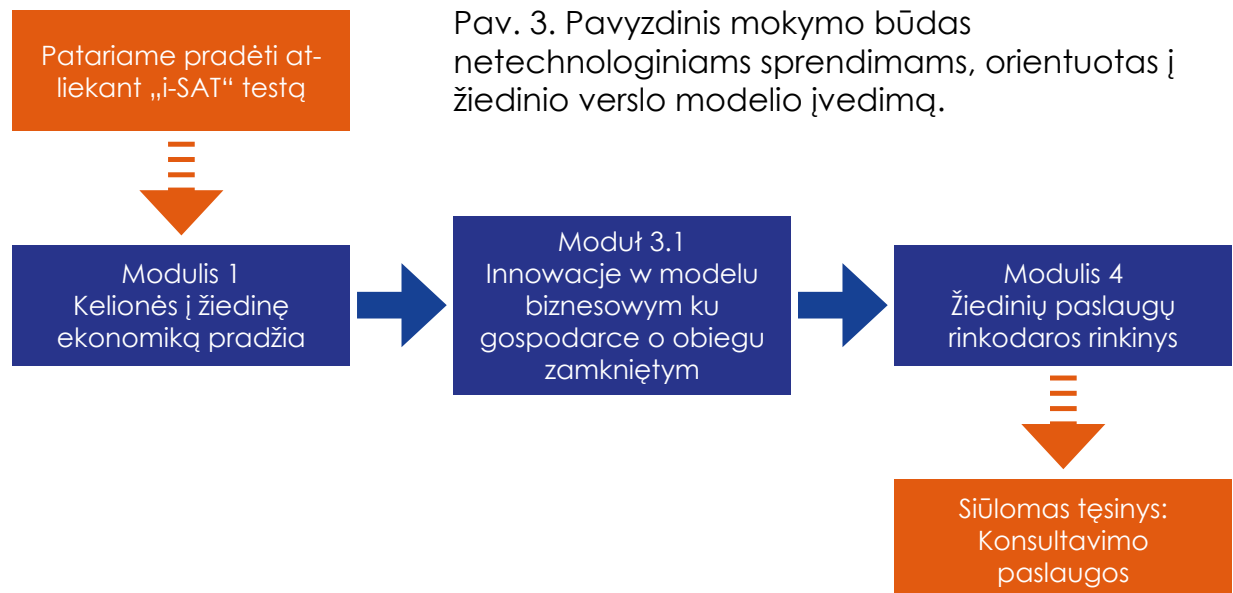 Patariame pradėti at-
liekant „i-SAT“ testą
Pav. 3. Pavyzdinis mokymo būdas
netechnologiniams sprendimams, orientuotas į
žiedinio verslo modelio įvedimą.
Modulis 1
Kelionės į žiedinę
ekonomiką pradžia
Moduł 3.1
Innowacje w modelu
biznesowym ku
gospodarce o obiegu
zamkniętym
Modulis 4
Žiedinių paslaugų
rinkodaros rinkinys
Siūlomas tęsinys:
Konsultavimo
paslaugos